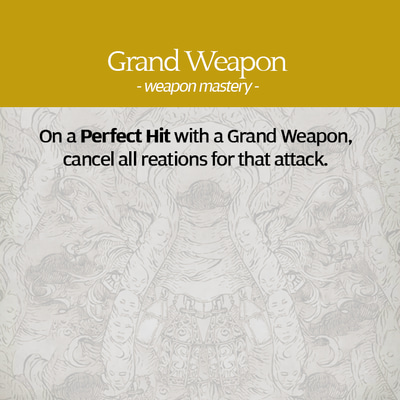 Grand Weapon
- weapon mastery -
On a Perfect Hit with a Grand Weapon,
cancel all reations for that attack.